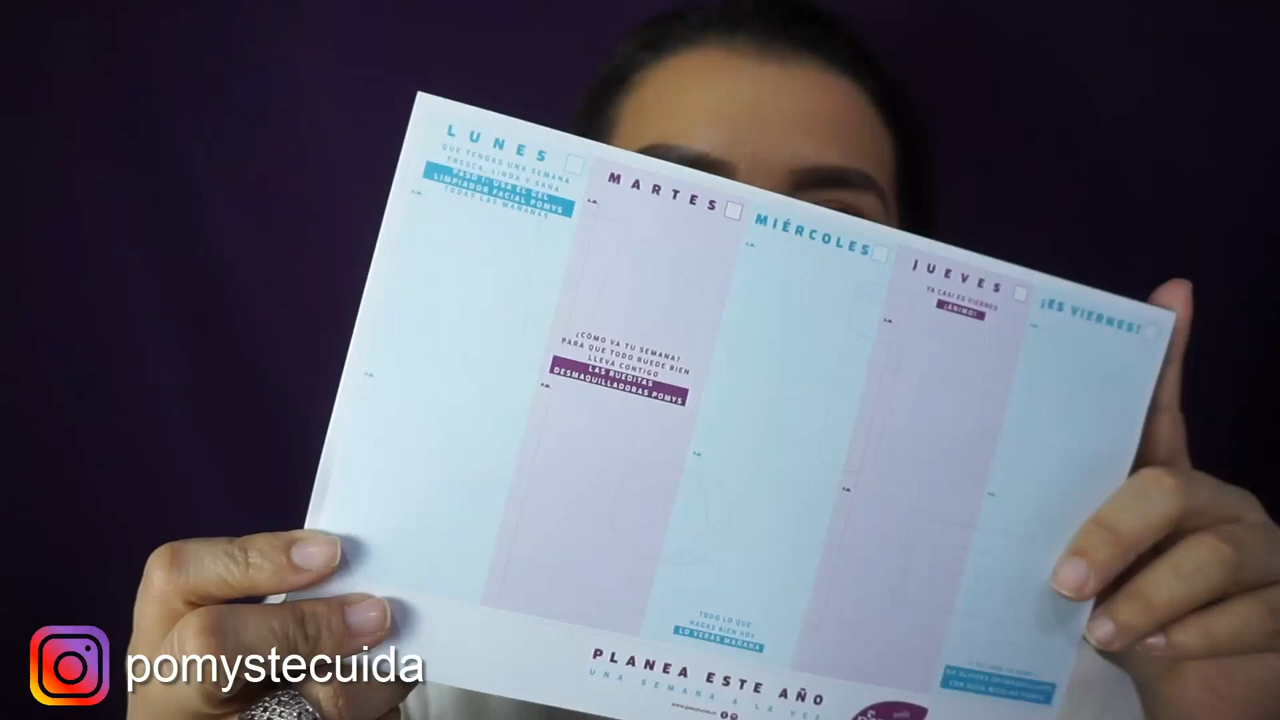 LUNES
QUE TENGAS UNA SEMANA
FRESCA, LINDA Y SANA
PASO 1: USA EL GEL
LIMPIADOR FACIAL POMYS
TODAS LAS MAÑANAS
MARTES
¿CÓMO VA TU SEMANA?
PARA QUE TODO RUEDE BIEN
LLEVA CONTIGO
LAS RUEDITAS
DESMAQUILLADORAS POMYS
MIÉRCOLES
TODO LO QUE
HAGAS BIEN HOY
LO VERÁS MAÑANA
JUEVES
YA CASI ES VIERNES
¡ÁNIMO!
¡ES VIERNES!
PLANEA ESTE AÑO
UNA SEMANA A LA VEZ
pomystecuida